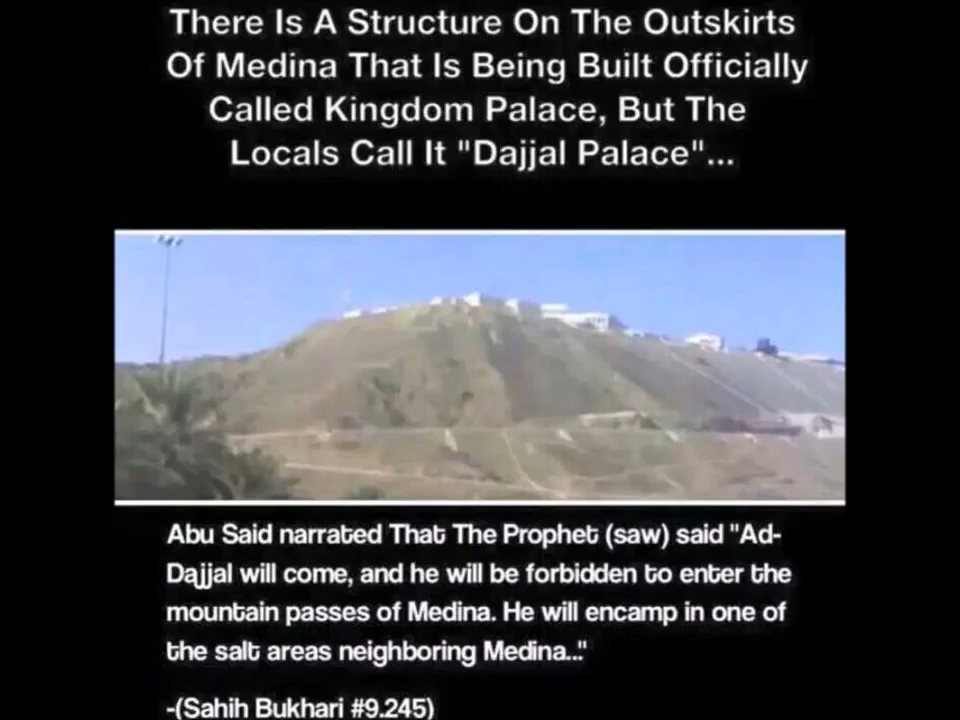 There Is A Structure On The Outskirts
Of Medina That Is Being Built Officially
Called Kingdom Palace, But The
Locals Call It "Dajjal Palace"...
Abu Said narrated That The Prophet (saw) said "Ad-
Dajjal will come, and he will be forbidden to enter the
mountain passes of Medina. He will encamp in one of
the salt areas neighboring Medina..."
-(Sahih Bukhari #9.245)